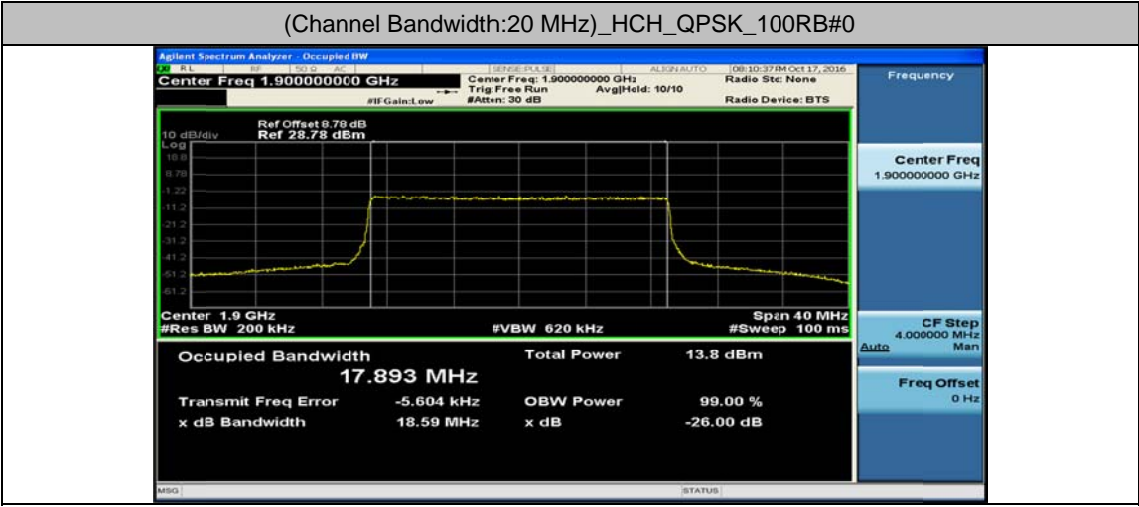 (Channel Bandwidth:20 MHz)_HCH_QPSK_100RB#0
Agilent Spectrum Analyzer - Occupied BW
RL RF 50 Ω AC SENSE:PULSE ALIGNAUTO 08:10:37 PM Oct 17, 2016
Center Freq 1.900000000 GHz
Center Freq: 1.900000000 GHz
Radio Std: None
Trig: Free Run Avg|Hold: 10/10
#IFGain:Low #Atten: 30 dB Radio Device: BTS
Frequency
Ref Offset 8.78 dB
10 dB/div Ref 28.78 dBm
Log
18.8
8.78
-1.22
-11.2
-21.2
-31.2
-41.2
-51.2
-61.2
Center Freq
1.900000000 GHz
Center 1.9 GHz Span 40 MHz
#Res BW 200 kHz #VBW 620 kHz #Sweep 100 ms
CF Step
4.000000 MHz
Auto Man
Occupied Bandwidth Total Power 13.8 dBm
17.893 MHz
Freq Offset
0 Hz
Transmit Freq Error -5.604 kHz OBW Power 99.00 %
x dB Bandwidth 18.59 MHz x dB -26.00 dB
MSG STATUS